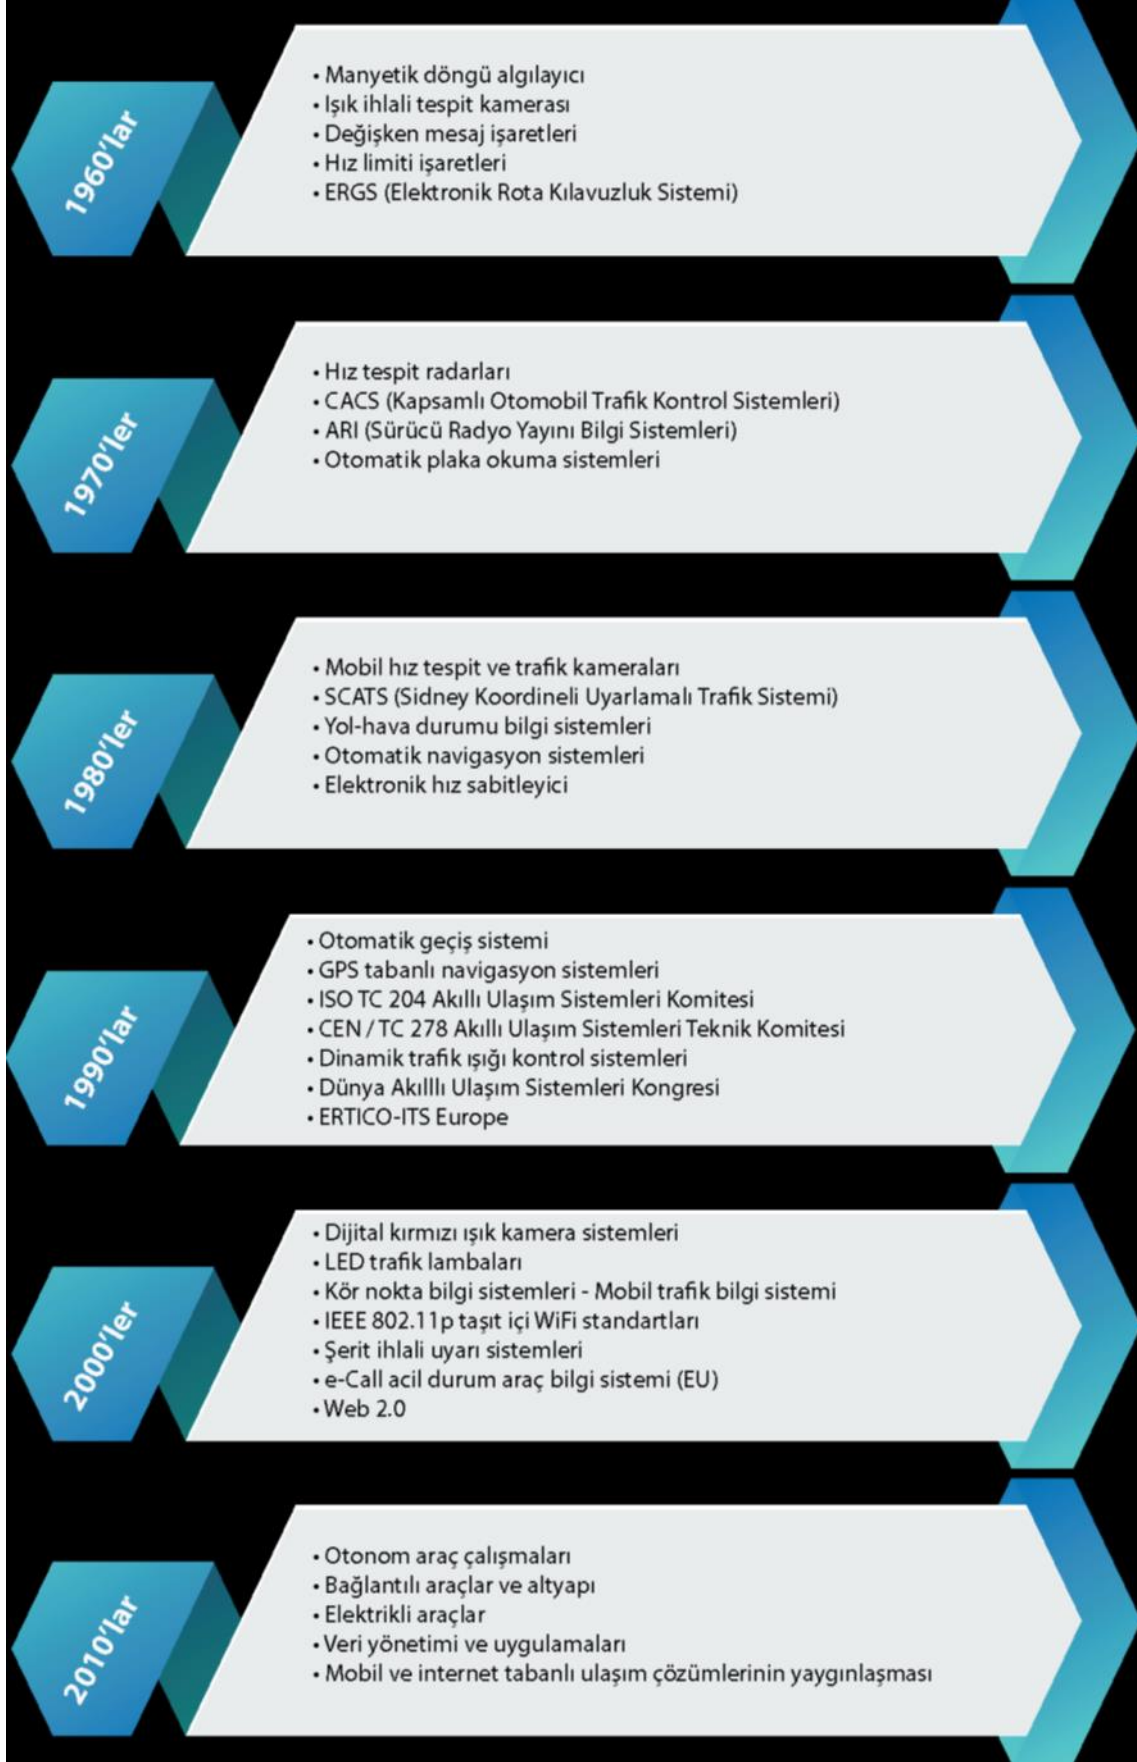 1960'lar
• Manyetik döngü algılayıcı
• Işık ihlali tespit kamerası
• Değişken mesaj işaretleri
• Hız limiti işaretleri
• ERGS (Elektronik Rota Kılavuzluk Sistemi)
1970'ler
• Hız tespit radarları
• CACS (Kapsamlı Otomobil Trafik Kontrol Sistemleri)
• ARI (Sürücü Radyo Yayını Bilgi Sistemleri)
• Otomatik plaka okuma sistemleri
1980'ler
• Mobil hız tespit ve trafik kameraları
• SCATS (Sidney Koordineli Uyarlamalı Trafik Sistemi)
• Yol-hava durumu bilgi sistemleri
• Otomatik navigasyon sistemleri
• Elektronik hız sabitleyici
1990'lar
• Otomatik geçiş sistemi
• GPS tabanlı navigasyon sistemleri
• ISO TC 204 Akıllı Ulaşım Sistemleri Komitesi
• CEN / TC 278 Akıllı Ulaşım Sistemleri Teknik Komitesi
• Dinamik trafik ışığı kontrol sistemleri
• Dünya Akılllı Ulaşım Sistemleri Kongresi
• ERTICO-ITS Europe
2000'ler
• Dijital kırmızı ışık kamera sistemleri
• LED trafik lambaları
• Kör nokta bilgi sistemleri - Mobil trafik bilgi sistemi
• IEEE 802.11p taşıt içi WiFi standartları
• Şerit ihlali uyarı sistemleri
• e-Call acil durum araç bilgi sistemi (EU)
• Web 2.0
2010'lar
• Otonom araç çalışmaları
• Bağlantılı araçlar ve altyapı
• Elektrikli araçlar
• Veri yönetimi ve uygulamaları
• Mobil ve internet tabanlı ulaşım çözümlerinin yaygınlaşması